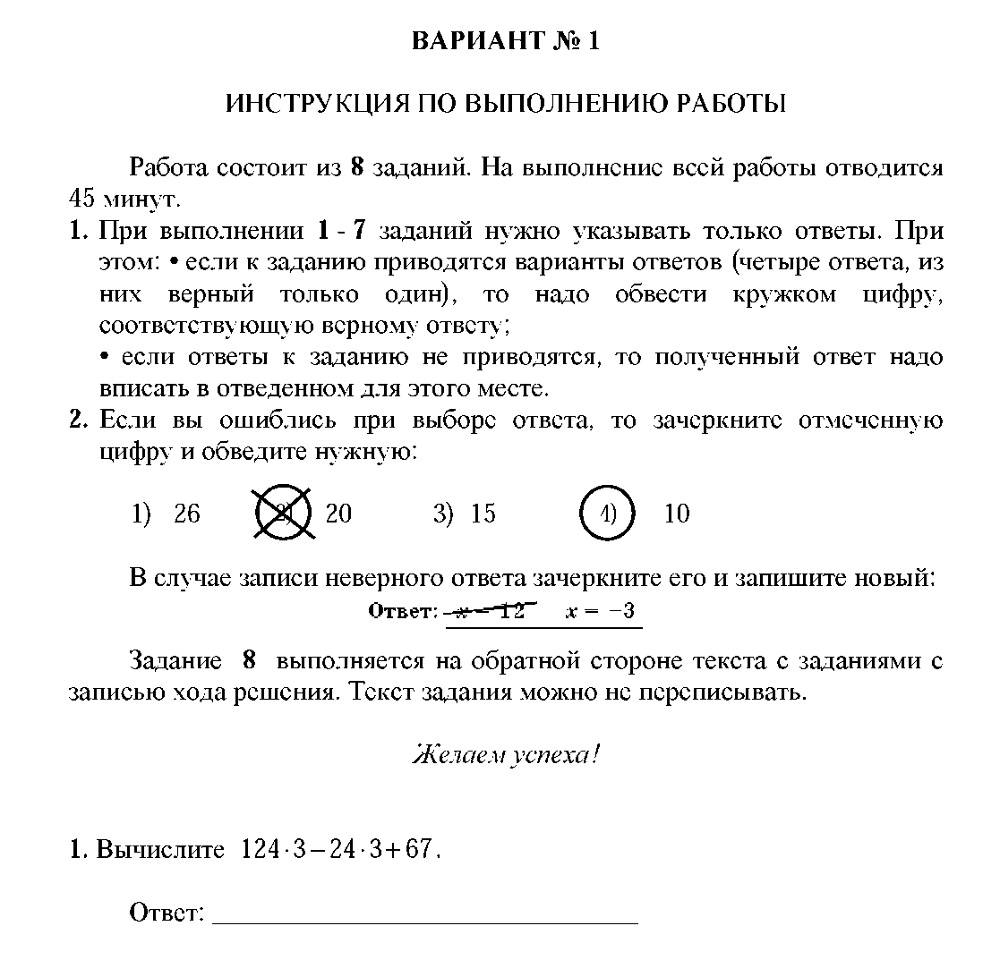 ВАРИАНТ № 1
ИНСТРУКЦИЯ ПО ВЫПОЛНЕНИЮ РАБОТЫ
Работа состоит из 8 заданий. На выполнение всей работы отводится
45 минут.
1. При выполнении 1 - 7 заданий нужно указывать только ответы. При
этом: • если к заданию приводятся варианты ответов (четыре ответа, из
них верный только один), то надо обвести кружком цифру,
соответствующую верному ответу;
• если ответы к заданию не приводятся, то полученный ответ надо
вписать в отведенном для этого месте.
2. Если вы ошиблись при выборе ответа, то зачеркните отмеченную
цифру и обведите нужную:
1) 26 2) 20 3) 15 4) 10
В случае записи неверного ответа зачеркните его и запишите новый:
Ответ: x = 12 x = −3
Задание 8 выполняется на обратной стороне текста с заданиями с
записью хода решения. Текст задания можно не переписывать.
Желаем успеха!
1. Вычислите 124·3−24·3+67.
Ответ: